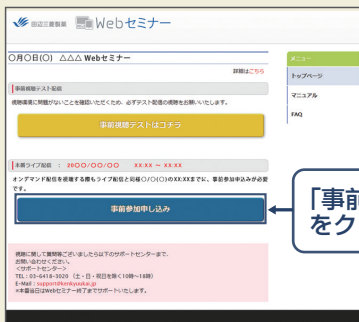 田辺三菱製薬 Webセミナー
〇月〇日(〇) △△△ Webセミナー
詳細はこちら
事前視聴テスト配信
視聴環境に問題がないことを確認いただくため、必ずテスト配信の視聴をお願いいたします。
事前視聴テストはコチラ
本番ライブ配信 : 20〇〇/〇〇/〇〇 XX:XX ~ XX:XX
オンデマンド配信を視聴する際もライブ配信と同様〇/〇(〇)のXX:XXまでに、事前参加申込みが必要
です。
事前参加申し込み
視聴に関して質問等ございましたら以下のサポートセンターまで、
お問い合わせください。
<サポートセンター>
TEL:03-6418-3020 (土・日・祝日を除く10時~18時)
E-Mail:support@kenkyuukai.jp
※本番当日はWebセミナー終了までサポートいたします。
メニュー
トップページ
マニュアル
FAQ
「事前
をク